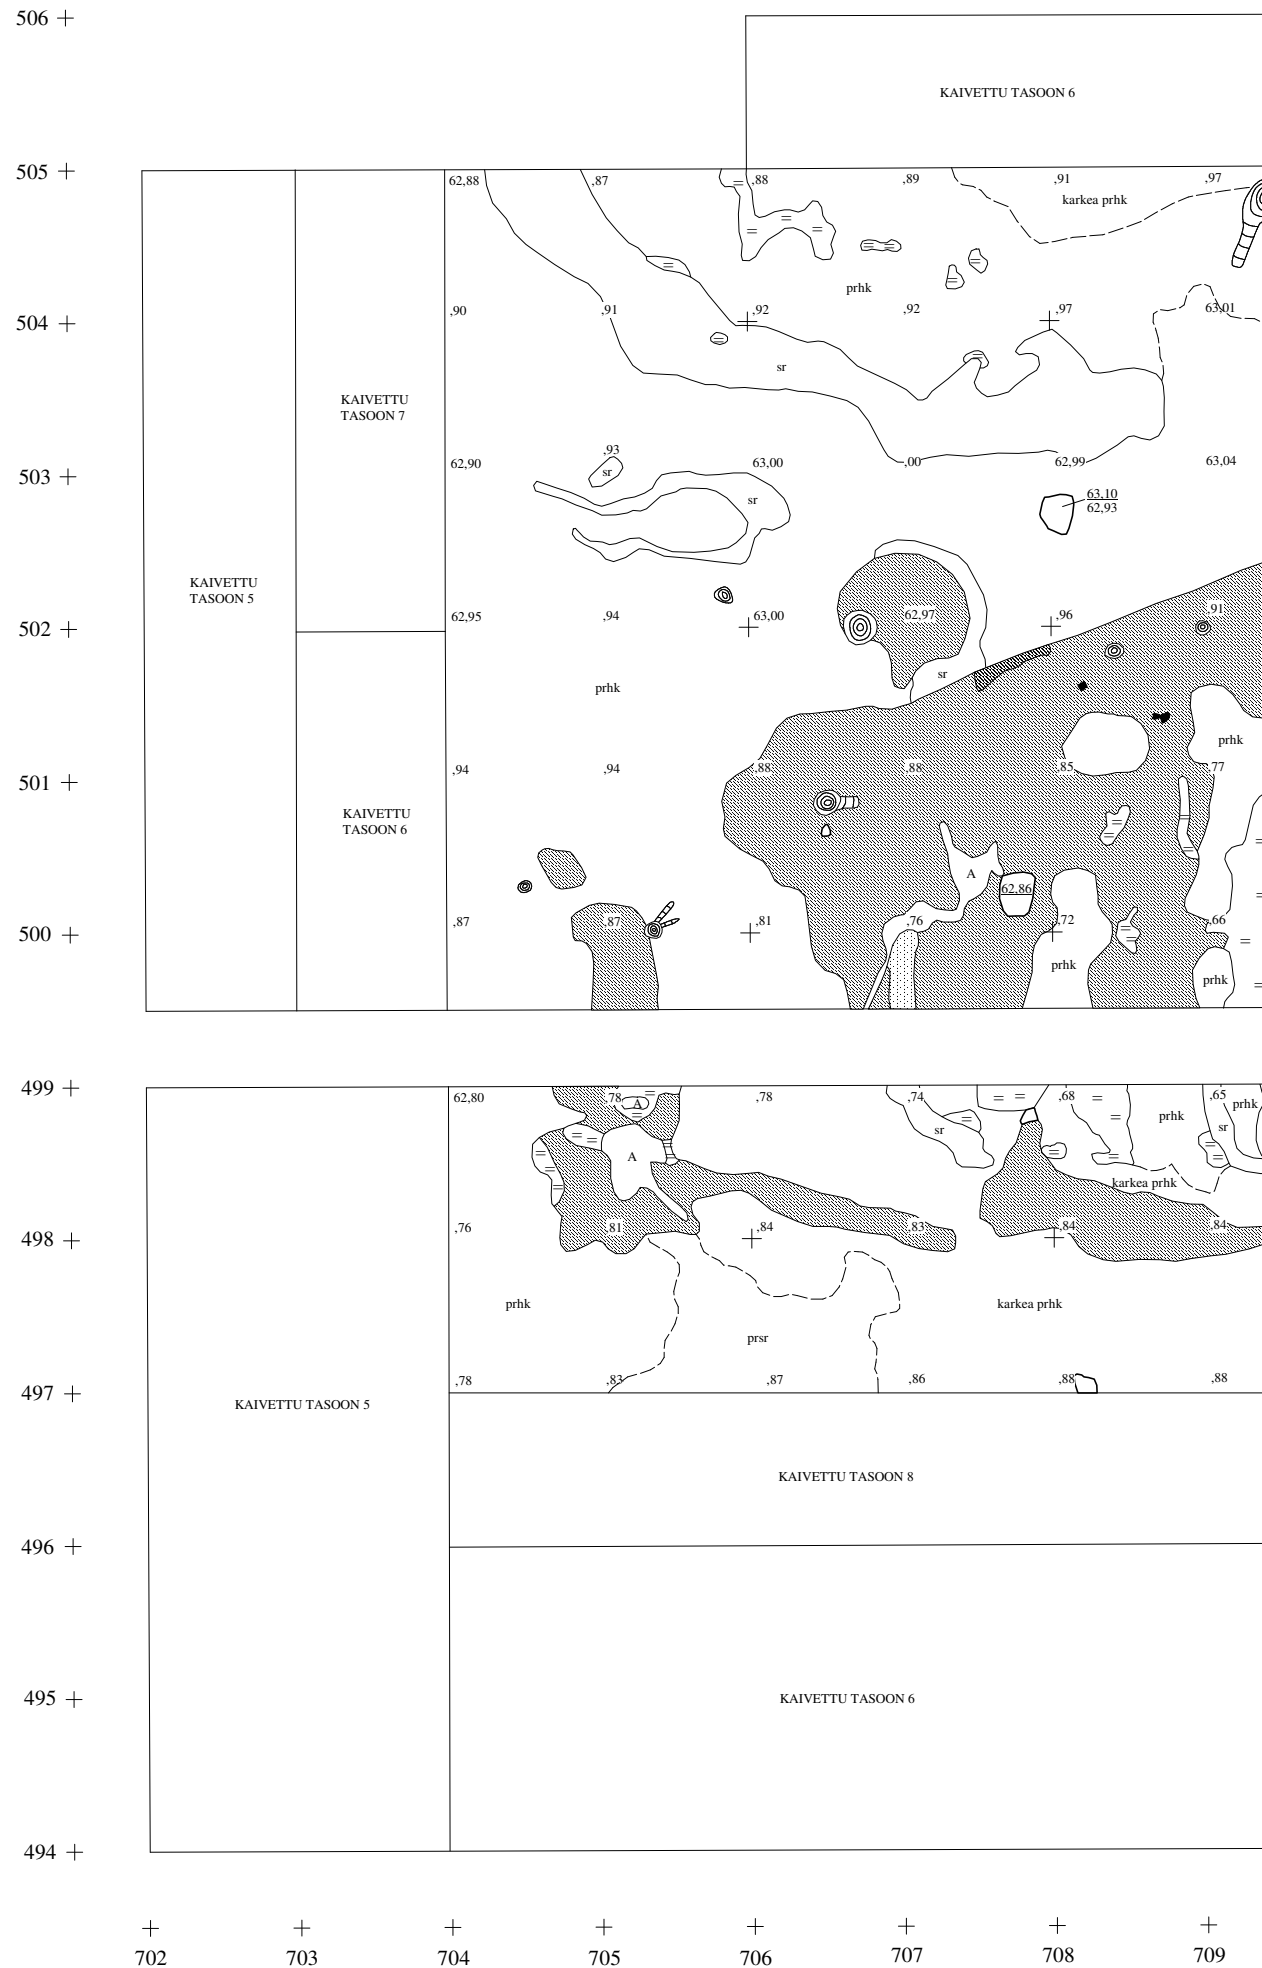 506
KAIVETTU TASOON 6
505
62,88 ,87 ,88 ,89 ,91 ,97
karkea prhk
prhk
504
,90 ,91 ,92 ,92 ,97 63,01
sr
KAIVETTU
TASOON 7
,93
503
62,90 63,00 ,00 62,99 63,04
sr
sr
63,10
62,93
KAIVETTU
TASOON 5
502
62,95 ,94 63,00 62,97 ,96 ,91
sr
prhk
prhk
501
,94 ,94 ,88 ,88 ,85 ,77
KAIVETTU
TASOON 6
A
62,86
500
,87 ,87 ,81 ,76 ,72 ,66
prhk
prhk
499
62,80 ,78 ,78 ,74 ,68 ,65
A
prhk
prhk
sr
sr
A
karkea prhk
498
,76 ,81 ,84 ,83 ,84 ,84
prhk
karkea prhk
prsr
497
,78 ,83 ,87 ,86 ,88 ,88
KAIVETTU TASOON 5
KAIVETTU TASOON 8
496
495
KAIVETTU TASOON 6
494
702 703 704 705 706 707 708 709